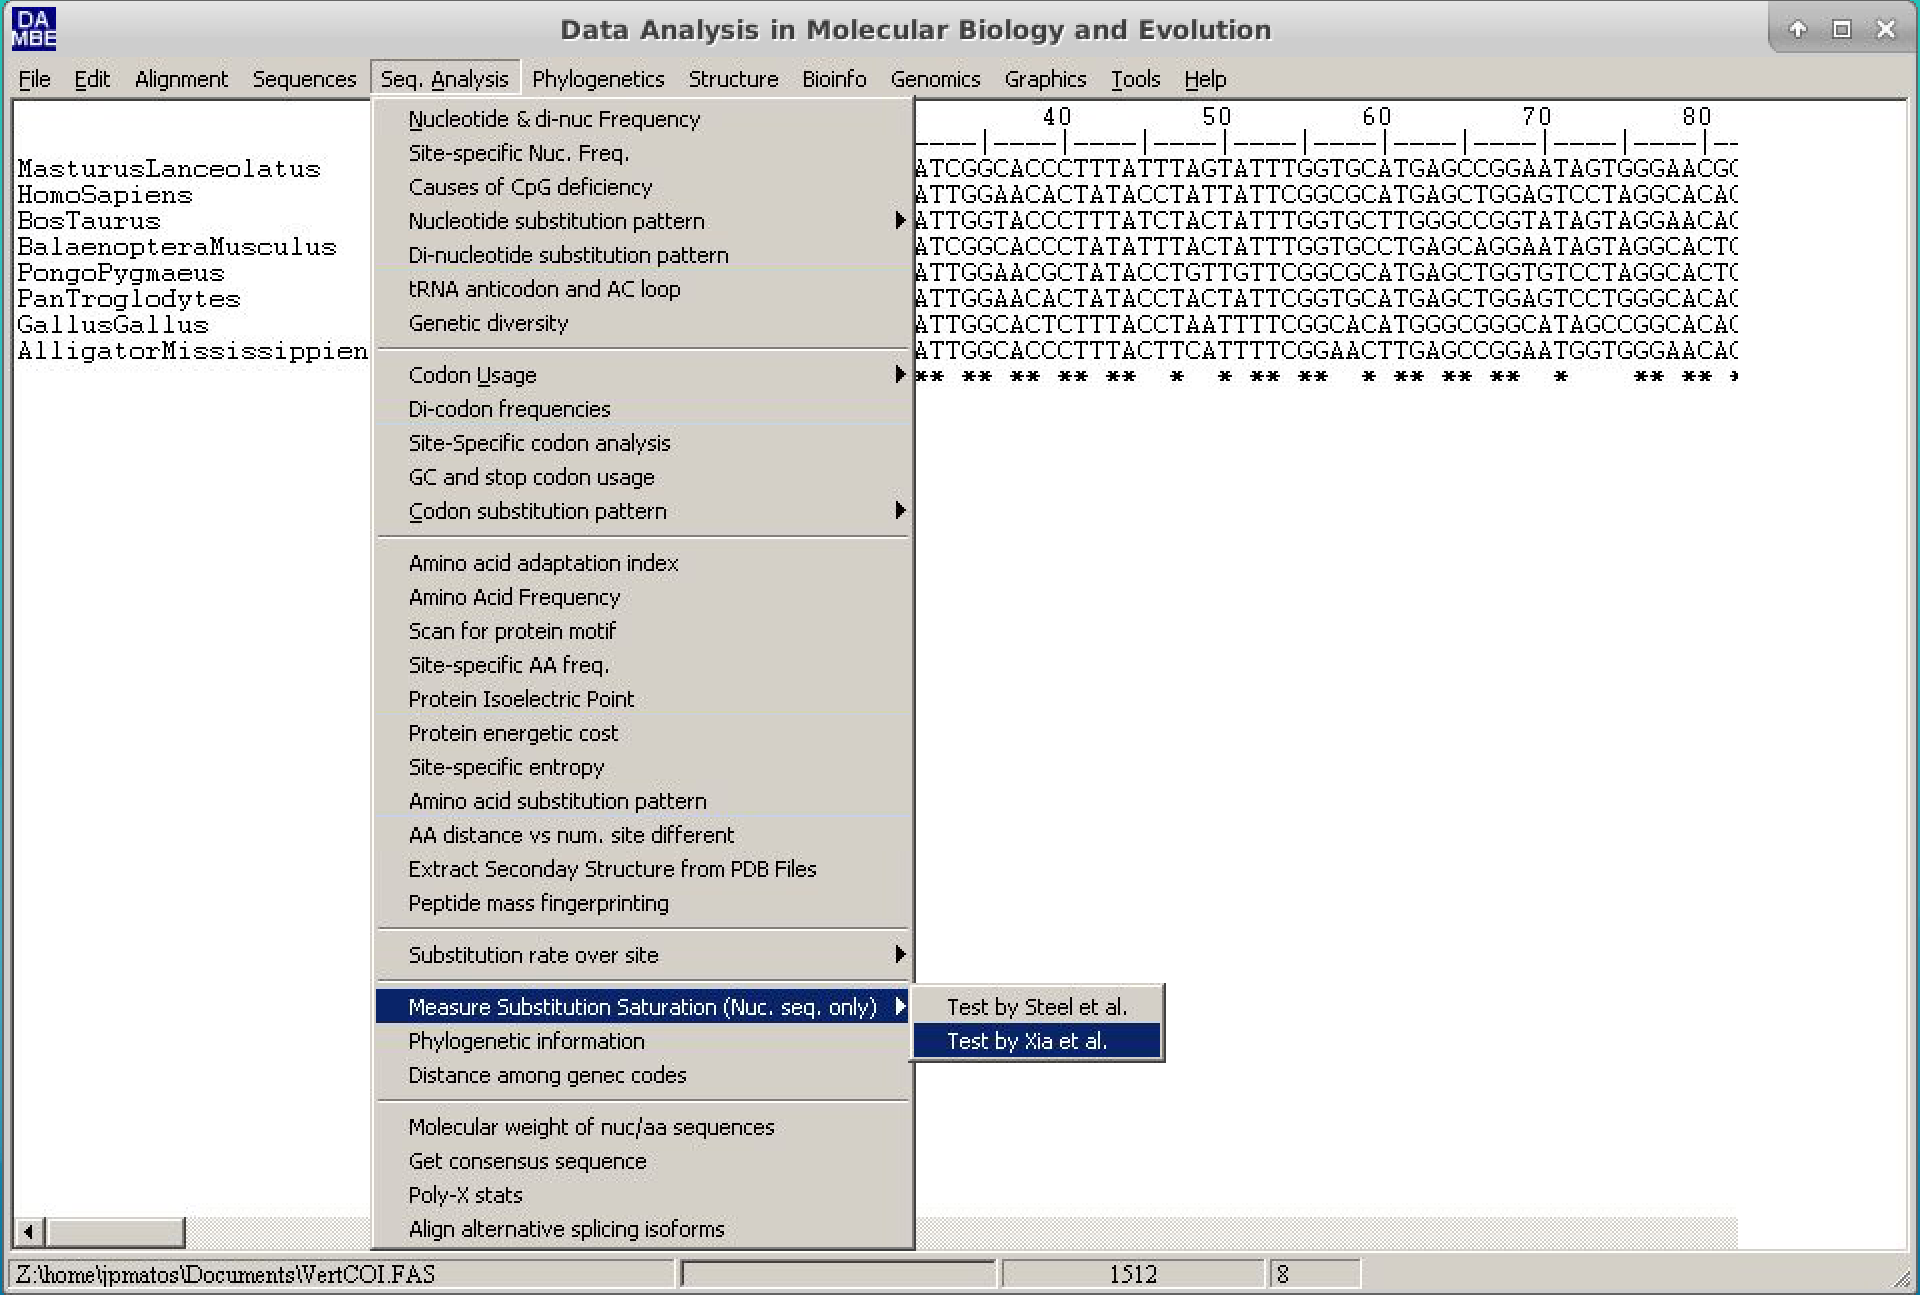 DA
MBE
Data Analysis in Molecular Biology and Evolution
File Edit Alignment Sequences Seq. Analysis Phylogenetics Structure Bioinfo Genomics Graphics Tools Help
40 50 60 70 80
----|----|----|----|----|----|----|----|----|----|--
MasturusLanceolatus ATCGGCACCCTTTATTTAGTATTTGGTGCATGAGCCGGAATAGTGGGAACGC
HomoSapiens ATTGGAACACTATACCTATTATTCGGCGCATGAGCTGGAGTCCTAGGCACAC
BosTaurus ATTGGTACCCTTTATCTACTATTTGGTGCTTGGGCCGGTATAGTAGGAACAC
BalaenopteraMusculus ATCGGCACCCTATATTTACTATTTGGTGCCTGAGCAGGAATAGTAGGCACTC
PongoPygmaeus ATTGGAACGCTATACCTGTTGTTCGGCGCATGAGCTGGTGTCCTAGGCACTC
PanTroglodytes ATTGGAACACTATACCTACTATTCGGTGCATGAGCTGGAGTCCTGGGCACAC
GallusGallus ATTGGCACTCTTTACCTAATTTTCGGCACATGGGCGGGCATAGCCGGCACAC
AlligatorMississippien ATTGGCACCCTTTACTTCATTTTCGGAACTTGAGCCGGAATGGTGGGAACAC
** ** ** ** ** * * ** ** * ** ** ** * ** ** *
Nucleotide & di-nuc Frequency
Site-specific Nuc. Freq.
Causes of CpG deficiency
Nucleotide substitution pattern
Di-nucleotide substitution pattern
tRNA anticodon and AC loop
Genetic diversity
Codon Usage
Di-codon frequencies
Site-Specific codon analysis
GC and stop codon usage
Codon substitution pattern
Amino acid adaptation index
Amino Acid Frequency
Scan for protein motif
Site-specific AA freq.
Protein Isoelectric Point
Protein energetic cost
Site-specific entropy
Amino acid substitution pattern
AA distance vs num. site different
Extract Seconday Structure from PDB Files
Peptide mass fingerprinting
Substitution rate over site
Measure Substitution Saturation (Nuc. seq. only) Test by Steel et al.
Phylogenetic information Test by Xia et al.
Distance among genec codes
Molecular weight of nuc/aa sequences
Get consensus sequence
Poly-X stats
Align alternative splicing isoforms
Z:\home\jpmatos\Documents\VertCOI.FAS 1512 8